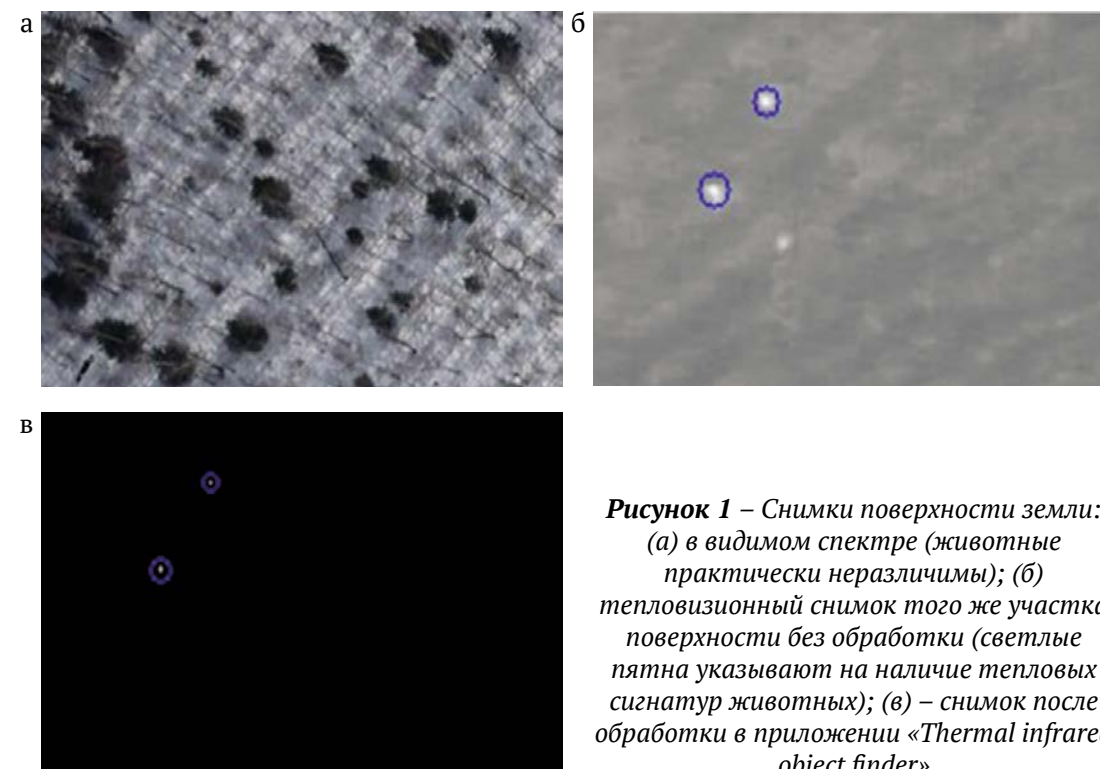 а
б
в
Рисунок 1 – Снимки поверхности земли:
(а) в видимом спектре (животные
практически неразличимы); (б)
тепловизионный снимок того же участка
поверхности без обработки (светлые
пятна указывают на наличие тепловых
сигнатур животных); (в) – снимок после
обработки в приложении «Thermal infrared
object finder»